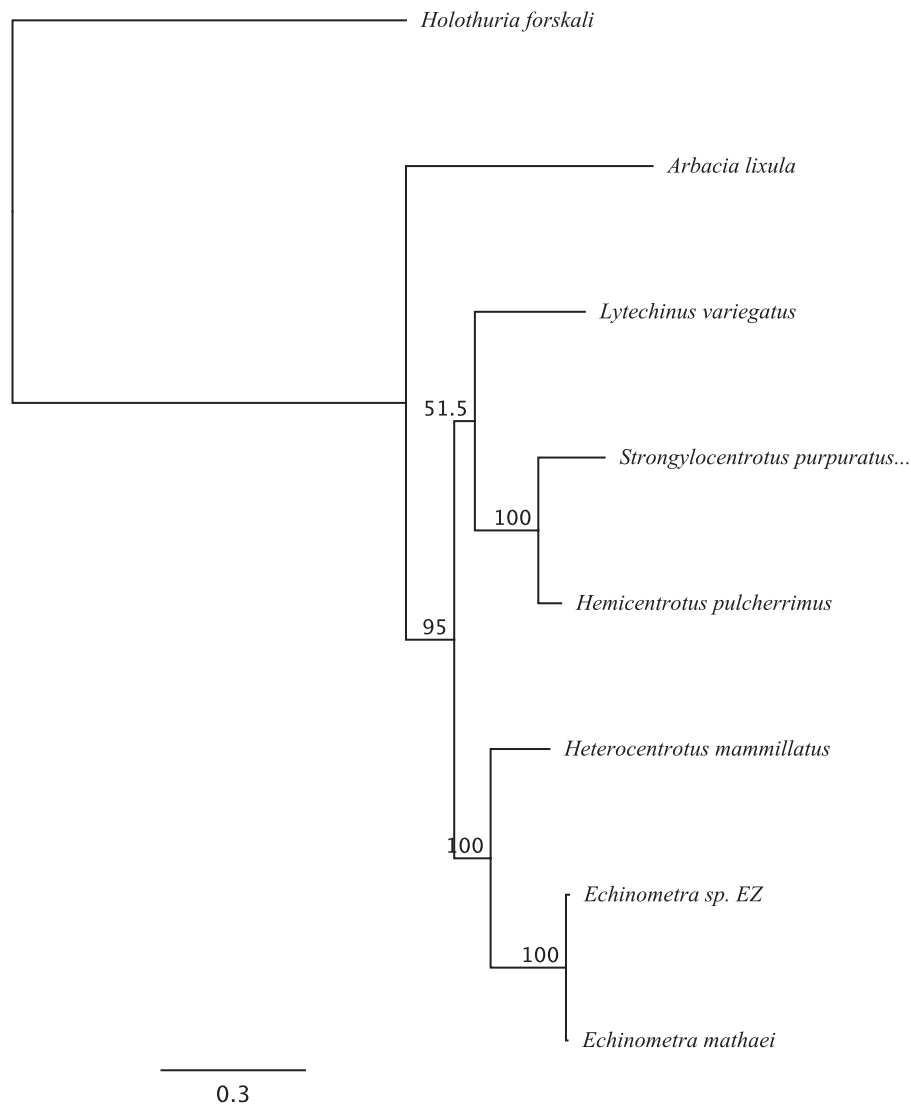 Holothuria forskali
Arbacia lixula
Lytechinus variegatus
51.5
Strongylocentrotus purpuratus...
100
Hemicentrotus pulcherrimus
95
Heterocentrotus mammillatus
100
Echinometra sp. EZ
100
Echinometra mathaei
0.3